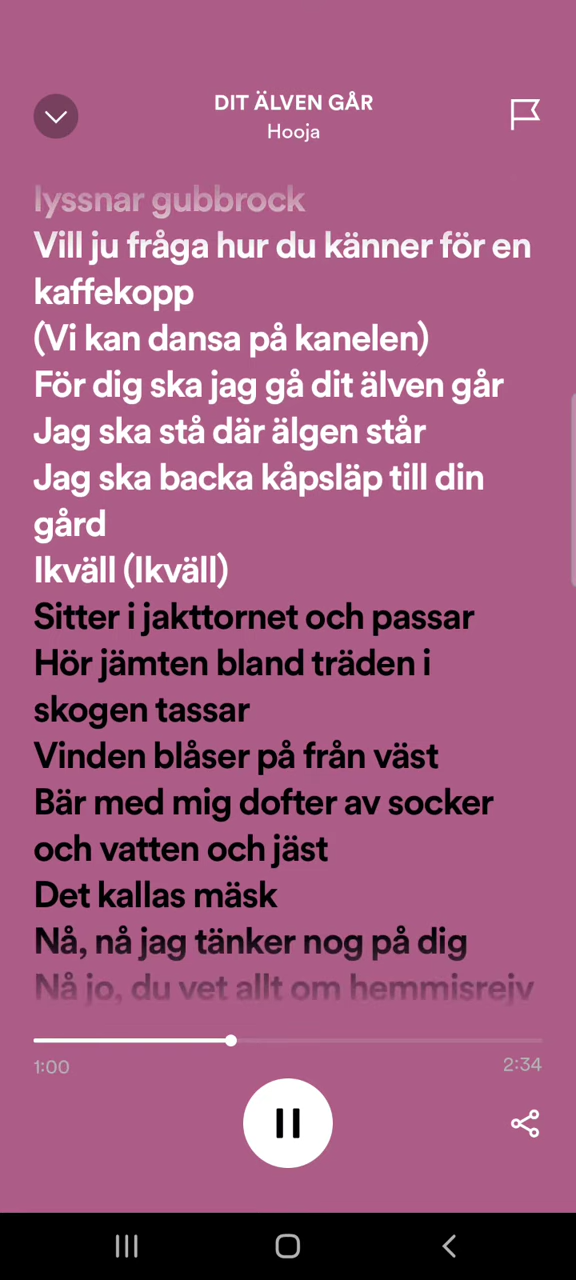 DIT ÄLVEN GÅR
Hooja
lyssnar gubbrock
Vill ju fråga hur du känner för en
kaffekopp
(Vi kan dansa på kanelen)
För dig ska jag gå dit älven går
Jag ska stå där älgen står
Jag ska backa kåpsläp till din
gård
Ikväll (Ikväll)
Sitter i jakttornet och passar
Hör jämten bland träden i
skogen tassar
Vinden blåser på från väst
Bär med mig dofter av socker
och vatten och jäst
Det kallas mäsk
Nå, nå jag tänker nog på dig
Nå jo, du vet allt om hemmisrejv
1:00
2:34